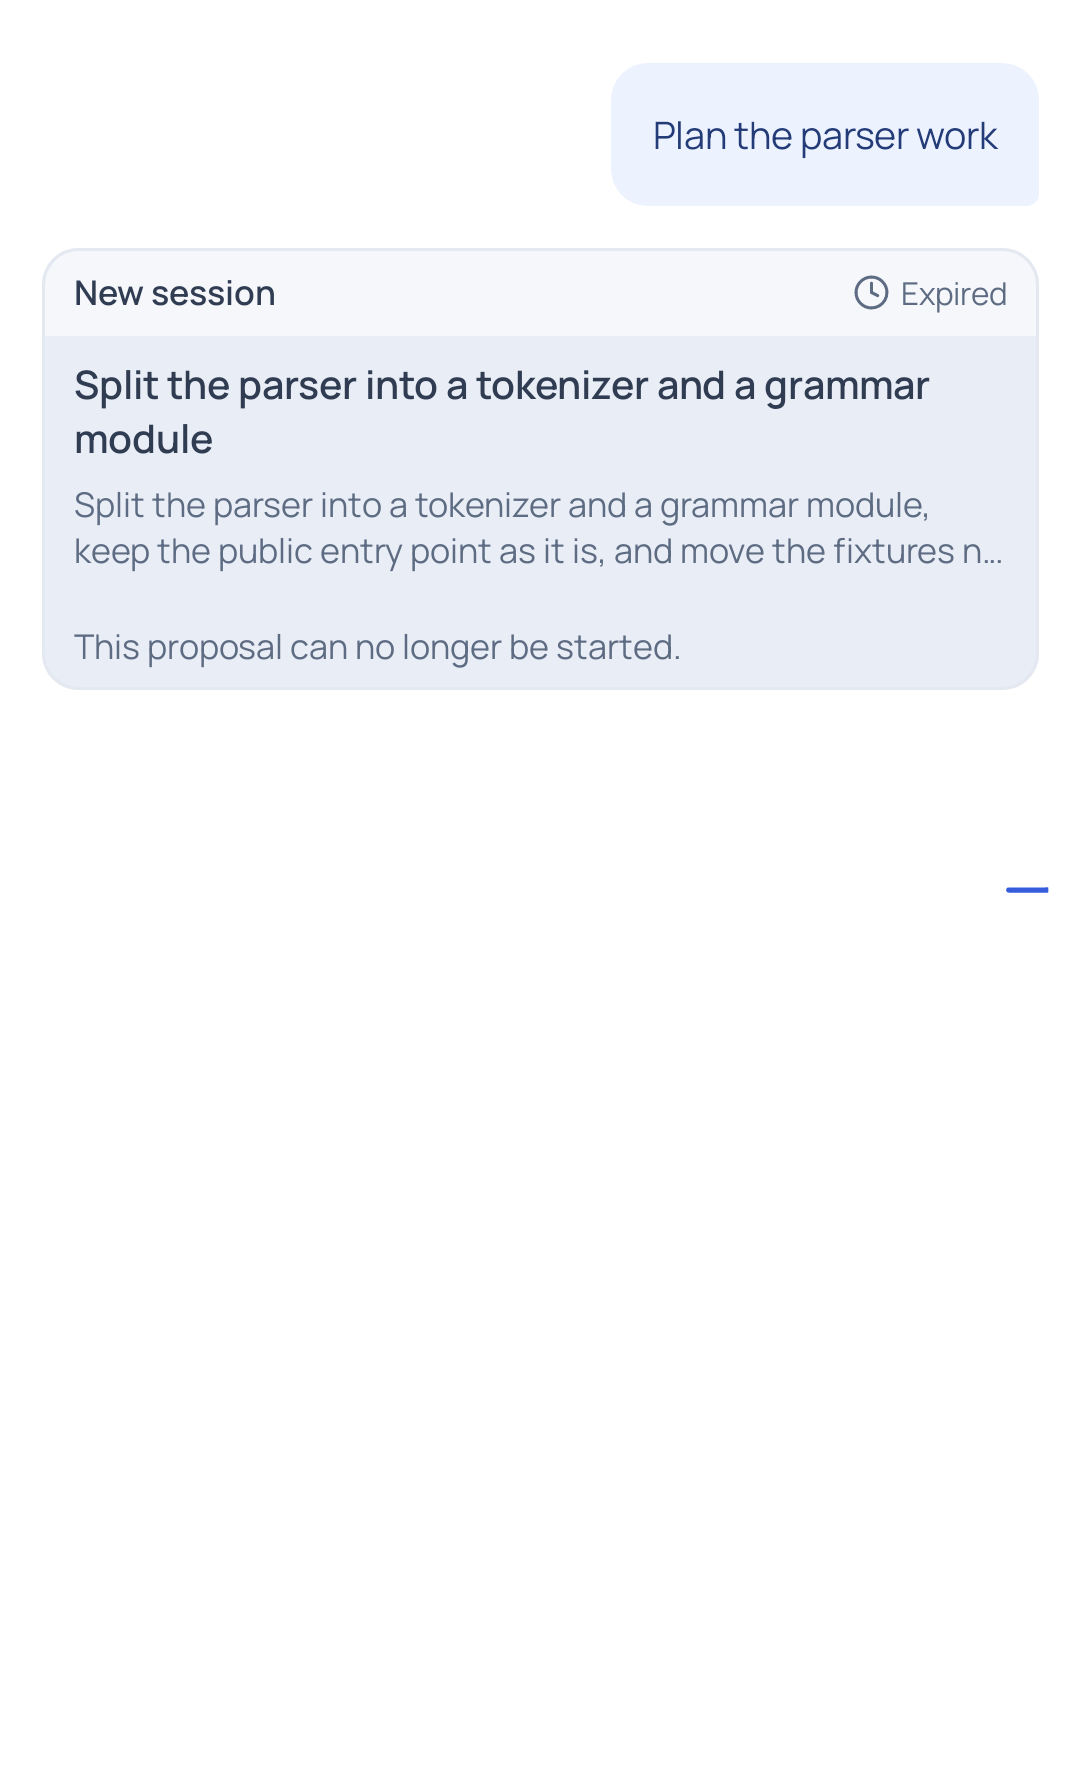 Plan the parser work
New session
Expired
Split the parser into a tokenizer and a grammar
module
Split the parser into a tokenizer and a grammar module,
keep the public entry point as it is, and move the fixtures n...
This proposal can no longer be started.